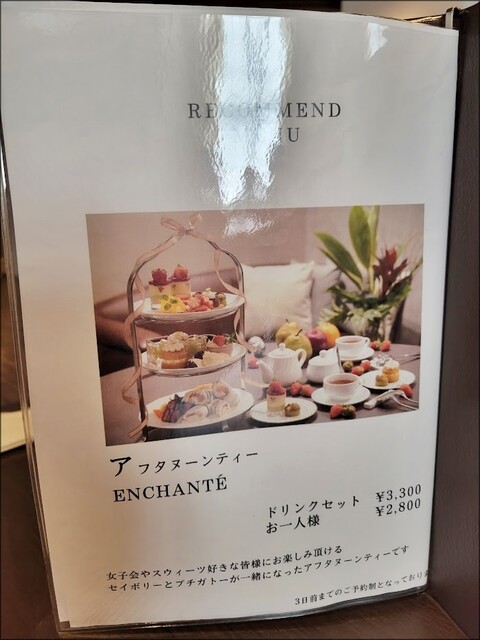 RECOMMEND
アフタヌーンティー
ENCHANTÉ
ドリンクセット ¥3,300
お一人様 ¥2,800
女子会やスウィーツ好きな皆様にお楽しみ頂ける
セイボリーとプチガトーが一緒になったアフタヌーンティーです
3日前までのご予約制となっており